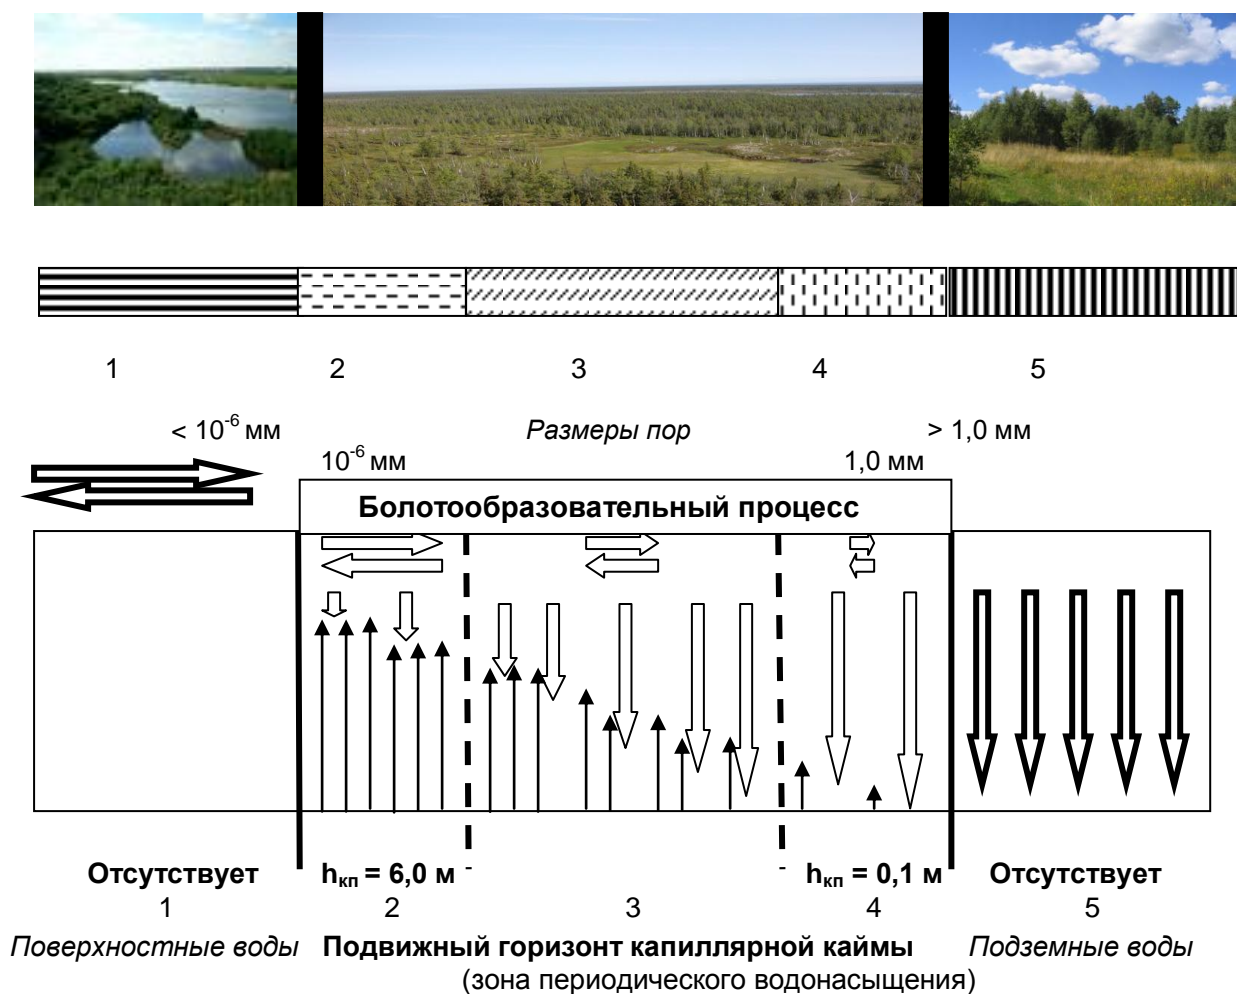 1 2 3 4 5
< 10⁻⁶ мм Размеры пор > 1,0 мм
10⁻⁶ мм 1,0 мм
Болотообразовательный процесс
Отсутствует hкп = 6,0 м hкп = 0,1 м Отсутствует
1 2 3 4 5
Поверхностные воды Подвижный горизонт капиллярной каймы Подземные воды
(зона периодического водонасыщения)